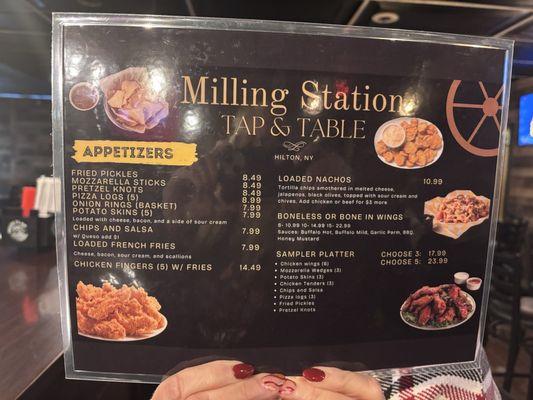 Milling Station
TAP & TABLE
HILTON, NY
APPETIZERS
FRIED PICKLES 8.49
MOZZARELLA STICKS 8.49
PRETZEL KNOTS 8.49
PIZZA LOGS (5) 8.99
ONION RINGS (BASKET) 7.99
POTATO SKINS (5) 7.99
Loaded with cheese, bacon, and a side of sour cream
CHIPS AND SALSA 7.99
w/ Queso add $1
LOADED FRENCH FRIES 7.99
Cheese, bacon, sour cream, and scallions
CHICKEN FINGERS (5) W/ FRIES 14.49
LOADED NACHOS 10.99
Tortilla chips smothered in melted cheese,
jalapenos, black olives, topped with sour cream and
chives, Add chicken or beef for $3 more
BONELESS OR BONE IN WINGS
6- 10.99 10- 14.99 15- 22.99
Sauces: Buffalo Hot, Buffalo Mild, Garlic Parm, BBQ,
Honey Mustard
SAMPLER PLATTER CHOOSE 3: 17.99
CHOOSE 5: 23.99
• Chicken wings (6)
• Mozzarella Wedges (3)
• Potato Skins (3)
• Chicken Tenders (3)
• Chips and Salsa
• Pizza logs (3)
• Fried Pickles
• Pretzel Knots